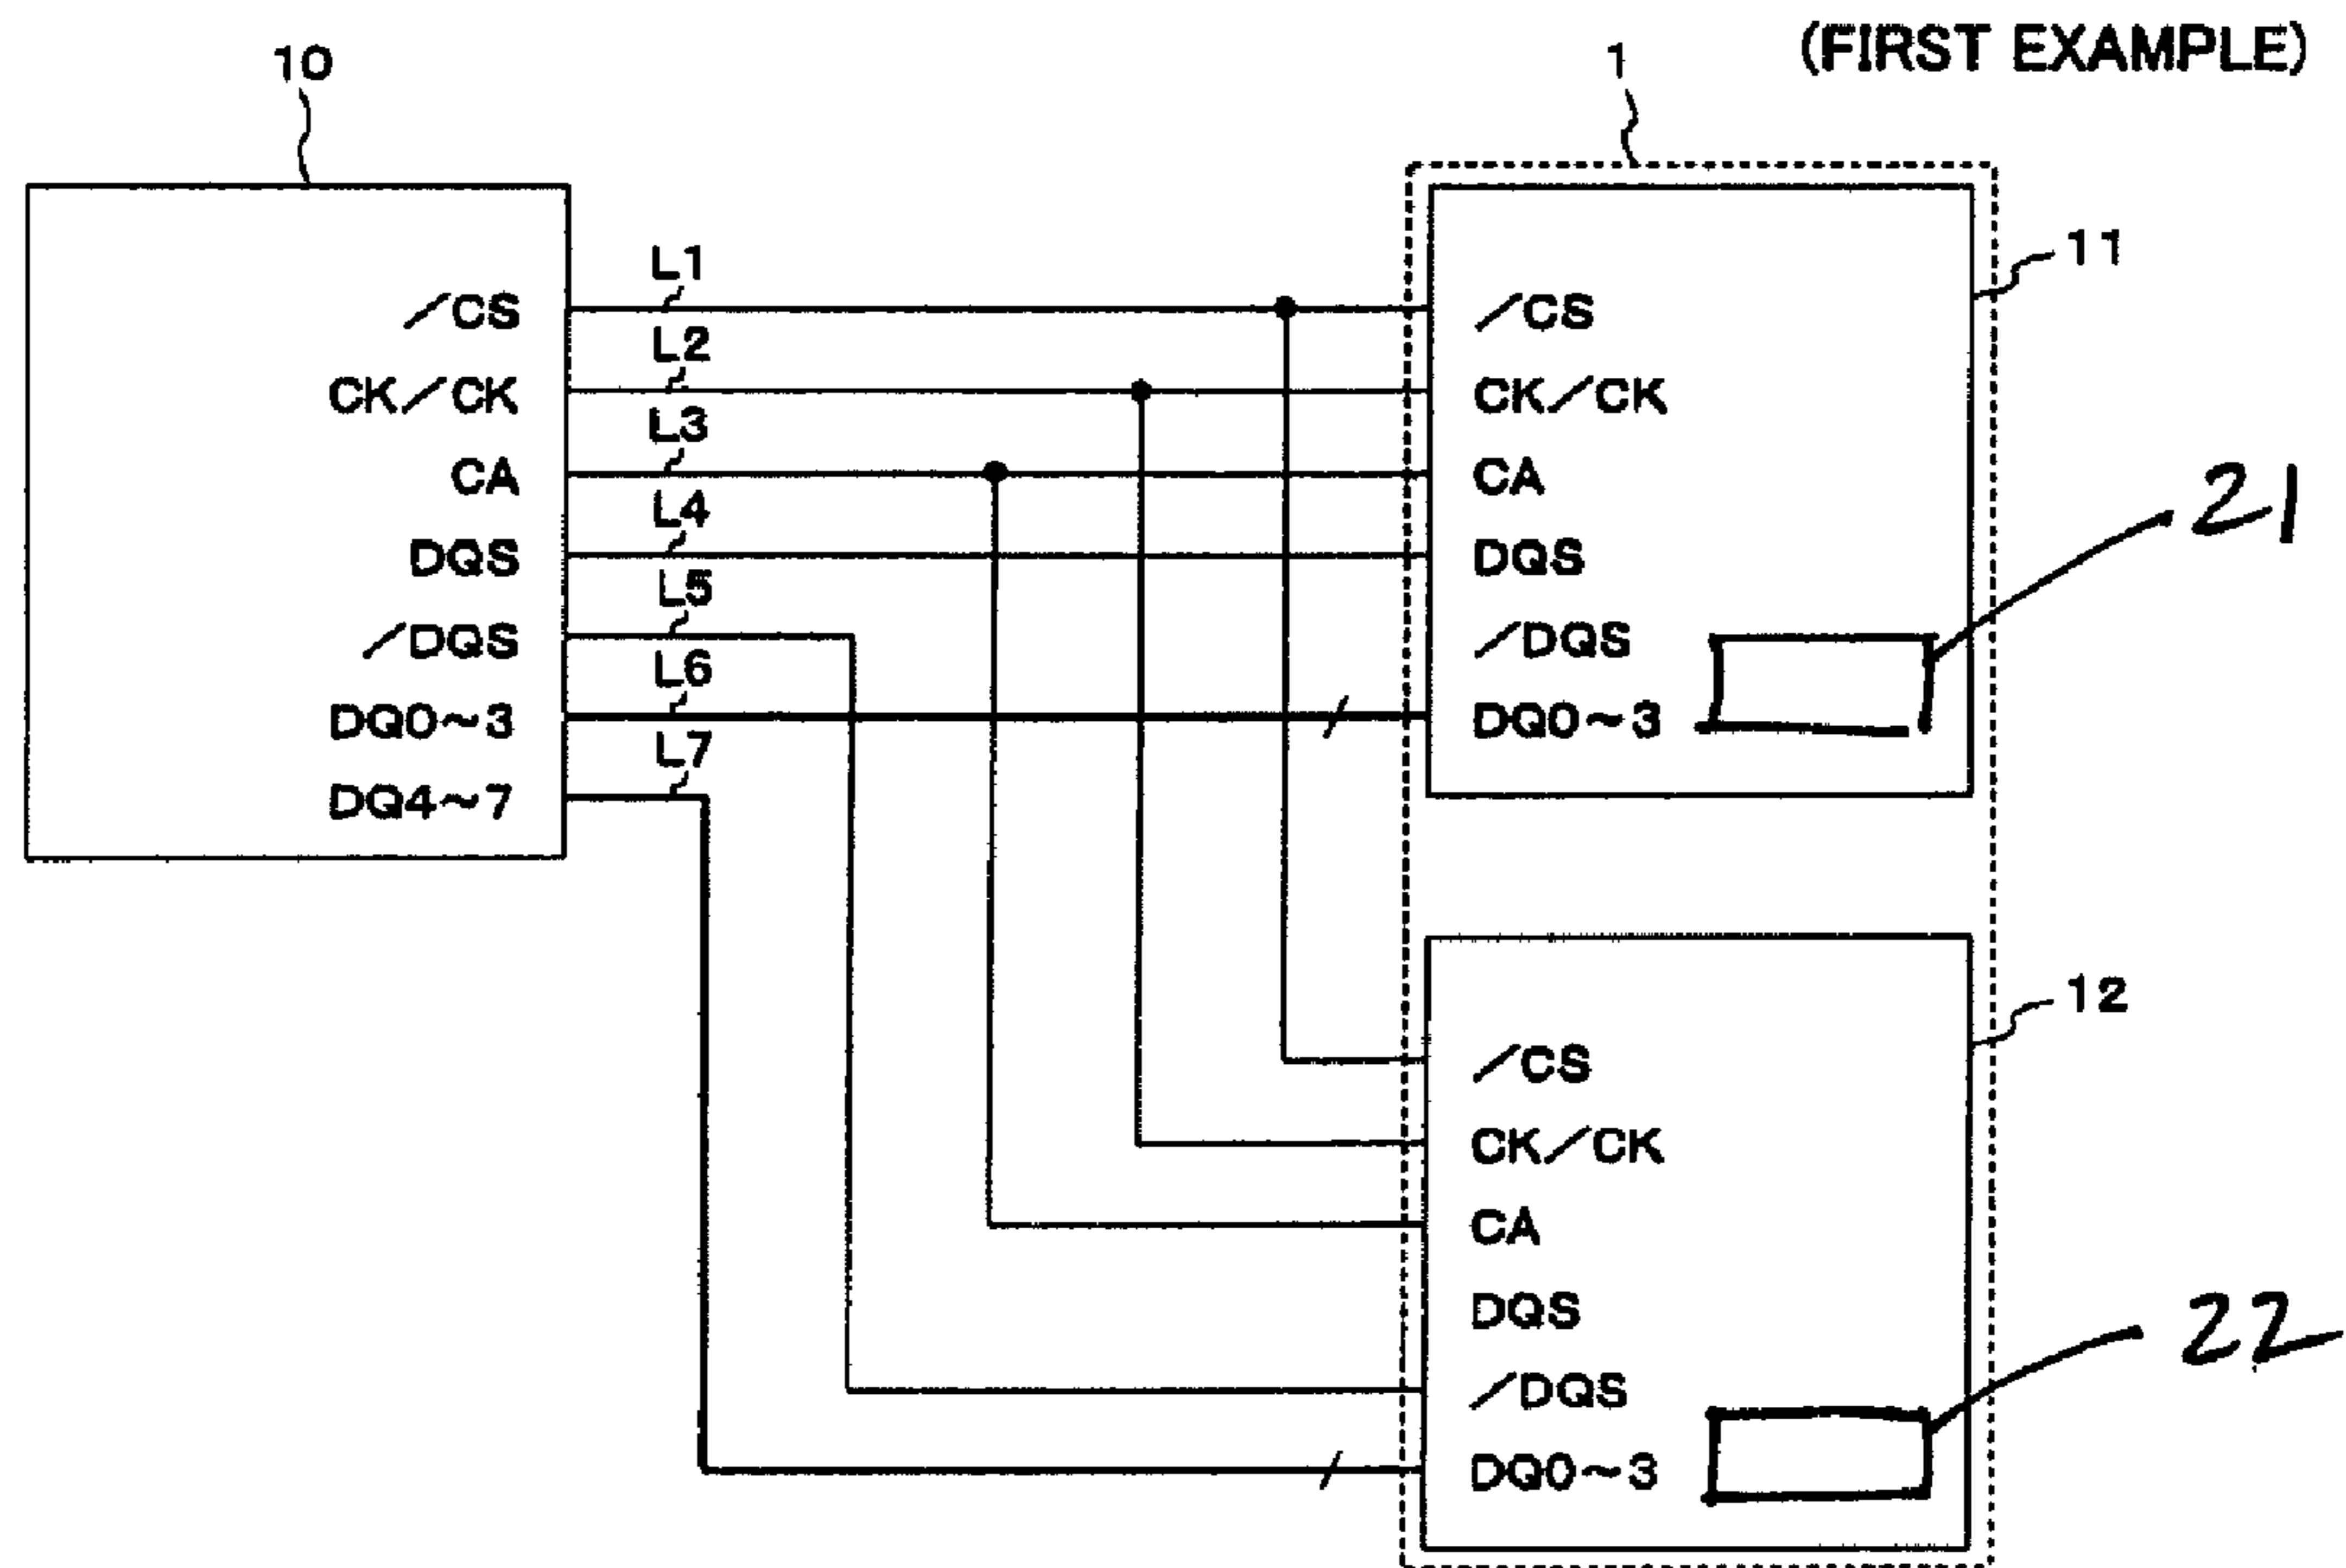 (FIRST EXAMPLE)
10
1
11
L1
/CS
/CS
L2
CK/CK
CK/CK
L3
CA
CA
21
L4
DQS
DQS
L5
/DQS
/DQS
L6
DQ0~3
DQ0~3
L7
DQ4~7
12
/CS
CK/CK
CA
DQS
22
/DQS
DQ0~3